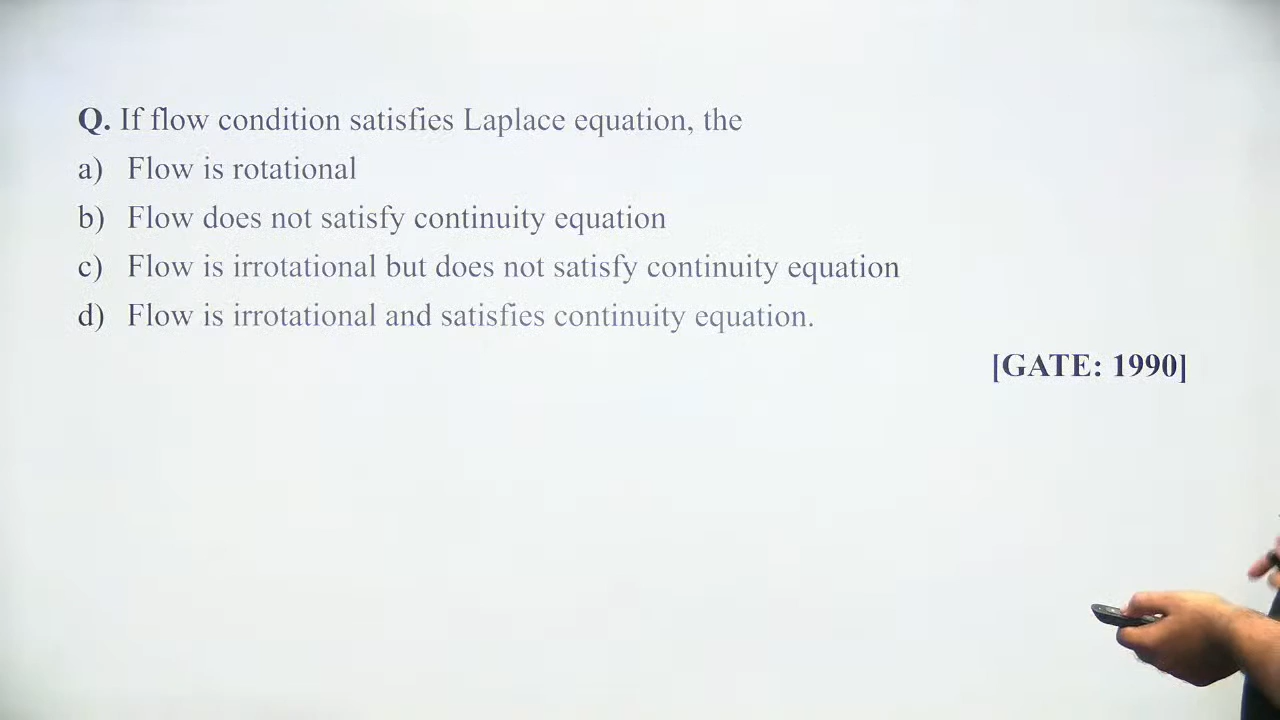 Q. If flow condition satisfies Laplace equation, the
a) Flow is rotational
b) Flow does not satisfy continuity equation
c) Flow is irrotational but does not satisfy continuity equation
d) Flow is irrotational and satisfies continuity equation.
[GATE: 1990]